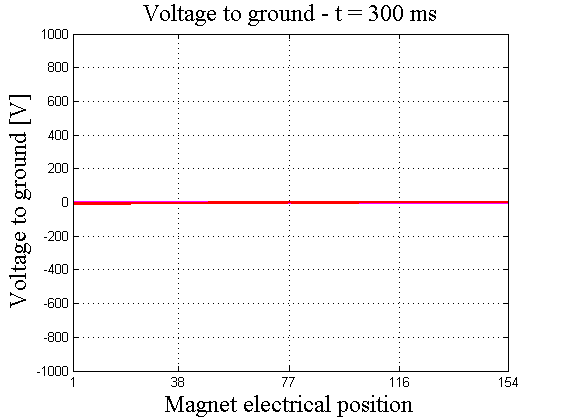 Voltage to ground - t = 300 ms
1000
800
600
400
200
0
-200
-400
-600
-800
-1000
Voltage to ground [V]
1 38 77 116 154
Magnet electrical position